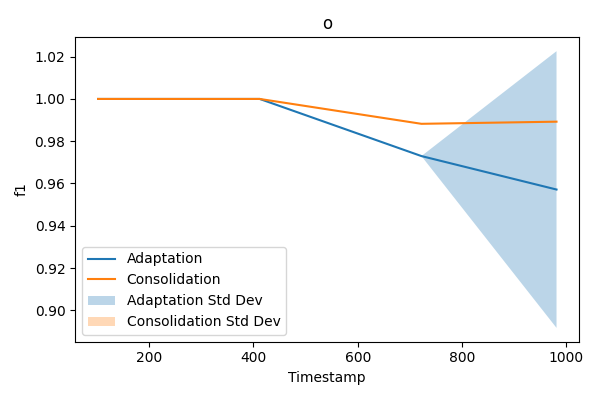 o
1.02
1.00
0.98
0.96
0.94
0.92
0.90
f1
Adaptation
Consolidation
Adaptation Std Dev
Consolidation Std Dev
200
400
600
800
1000
Timestamp